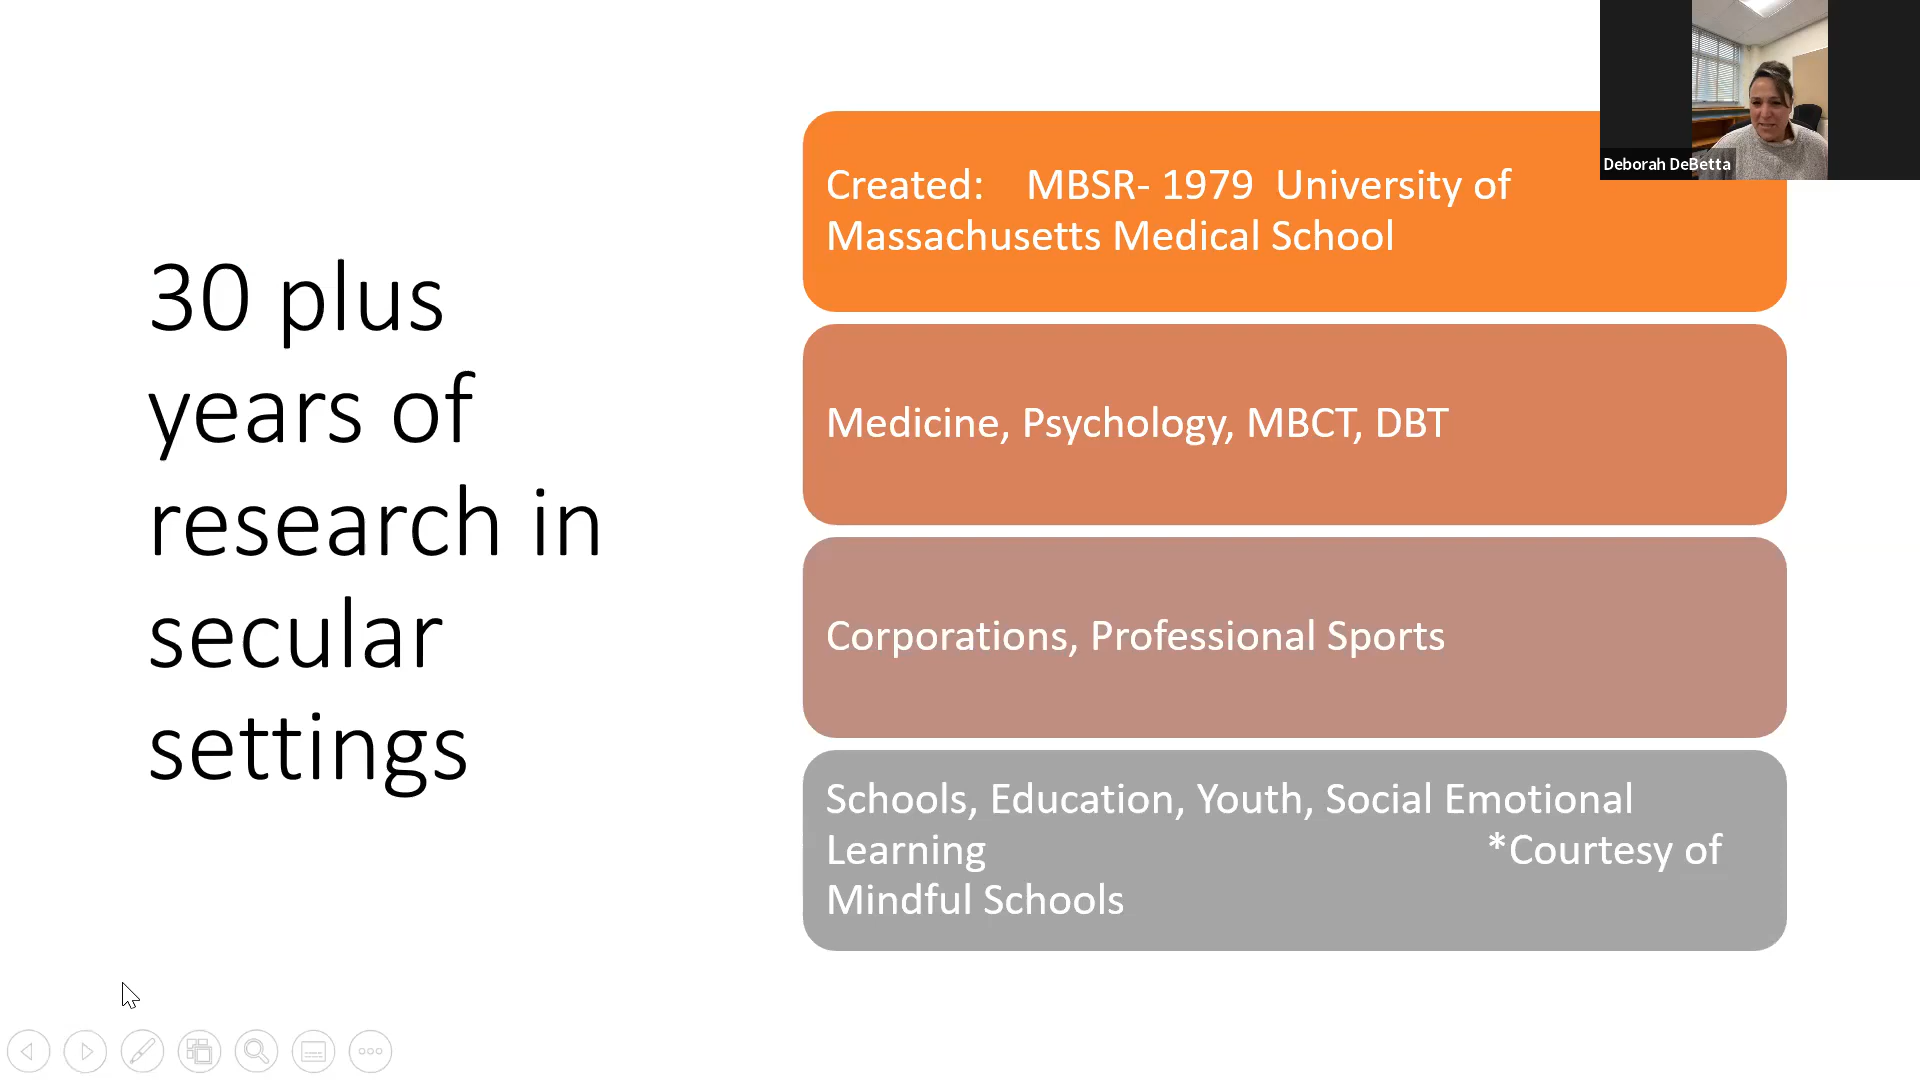 30 plus
years of
research in
secular
settings
Created: MBSR- 1979 University of
Massachusetts Medical School
Medicine, Psychology, MBCT, DBT
Corporations, Professional Sports
Schools, Education, Youth, Social Emotional
Learning *Courtesy of
Mindful Schools
Deborah DeBetta